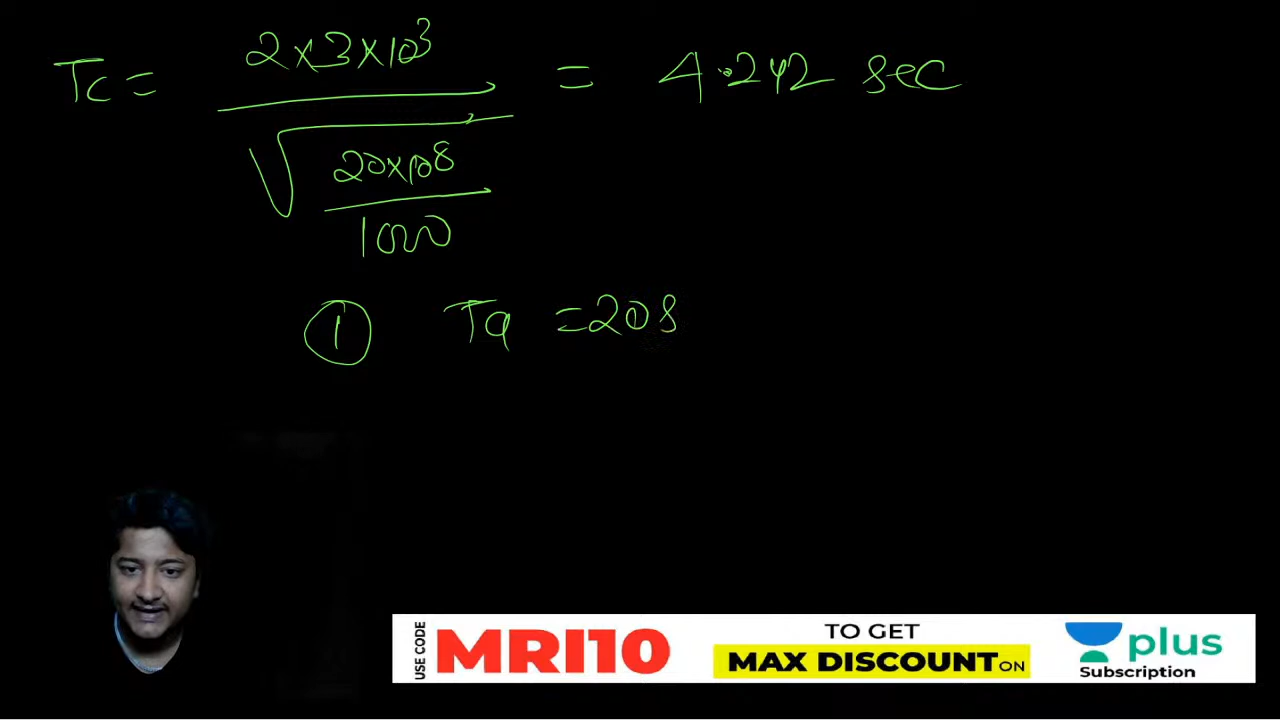 Tc = 2×3×10³ / √(20×10⁸ / 1000) = 4.242 sec
① Ta = 20s
USE CODE MRI10 TO GET MAX DISCOUNT ON plus Subscription